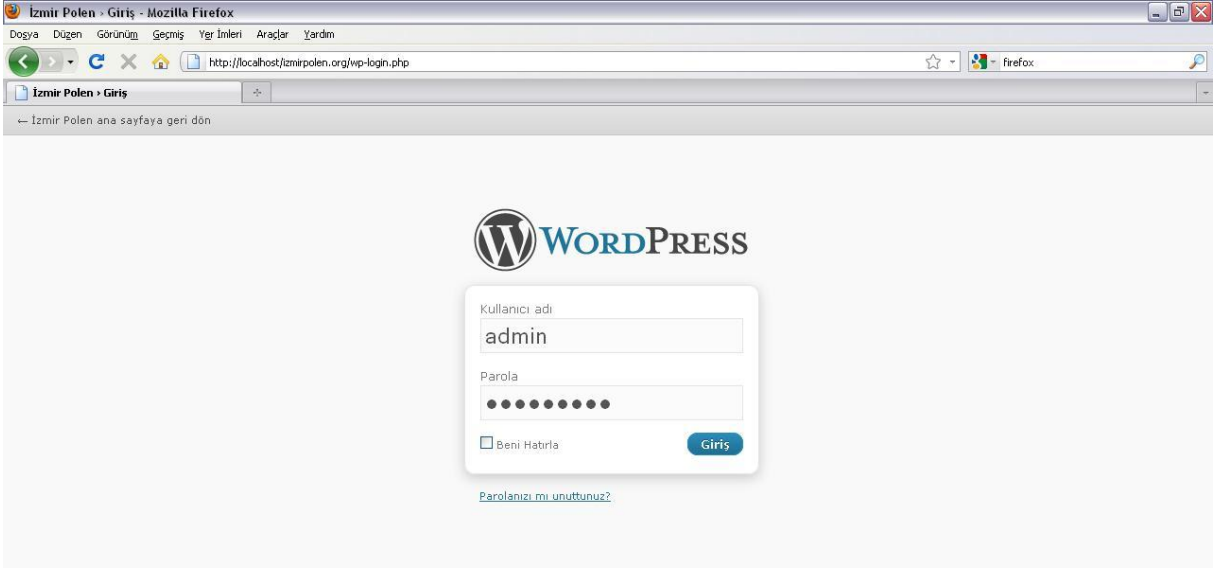 İzmir Polen › Giriş - Mozilla Firefox
Dosya Düzen Görünüm Geçmiş Yer İmleri Araçlar Yardım
http://localhost/izmirpolen.org/wp-login.php
firefox
İzmir Polen › Giriş
← İzmir Polen ana sayfaya geri dön
WORDPRESS
Kullanıcı adı
admin
Parola
●●●●●●●●●
Beni Hatırla
Giriş
Parolanızı mı unuttunuz?